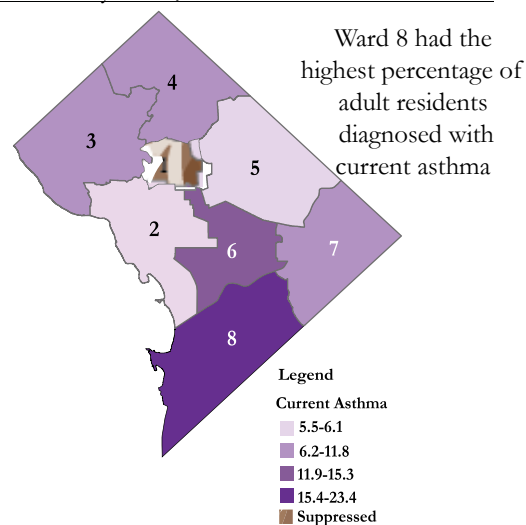 Ward 8 had the
highest percentage of
adult residents
diagnosed with
current asthma
4
3
5
2
6
7
8
Legend
Current Asthma
5.5-6.1
6.2-11.8
11.9-15.3
15.4-23.4
Suppressed